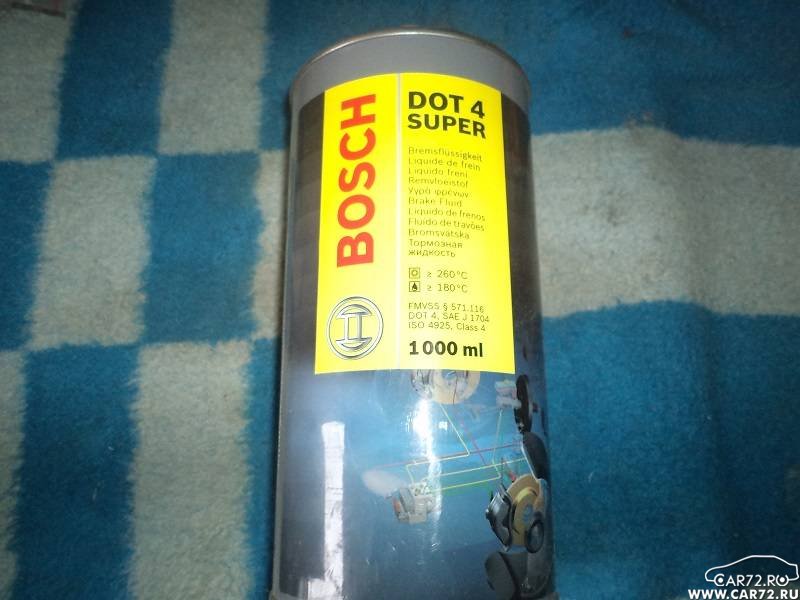 BOSCH
DOT 4
SUPER
Bremsflüssigkeit
Liquide de frein
Liquido freni
Remvloeistof
Υγρά φρένων
Brake Fluid
Líquido de frenos
Fluido de travões
Bromsvätska
Тормозная
жидкость
≥ 260°C
≥ 180°C
FMVSS § 571.116
DOT 4, SAE J 1704
ISO 4925, Class 4
1000 ml
CAR72.RU
WWW.CAR72.RU